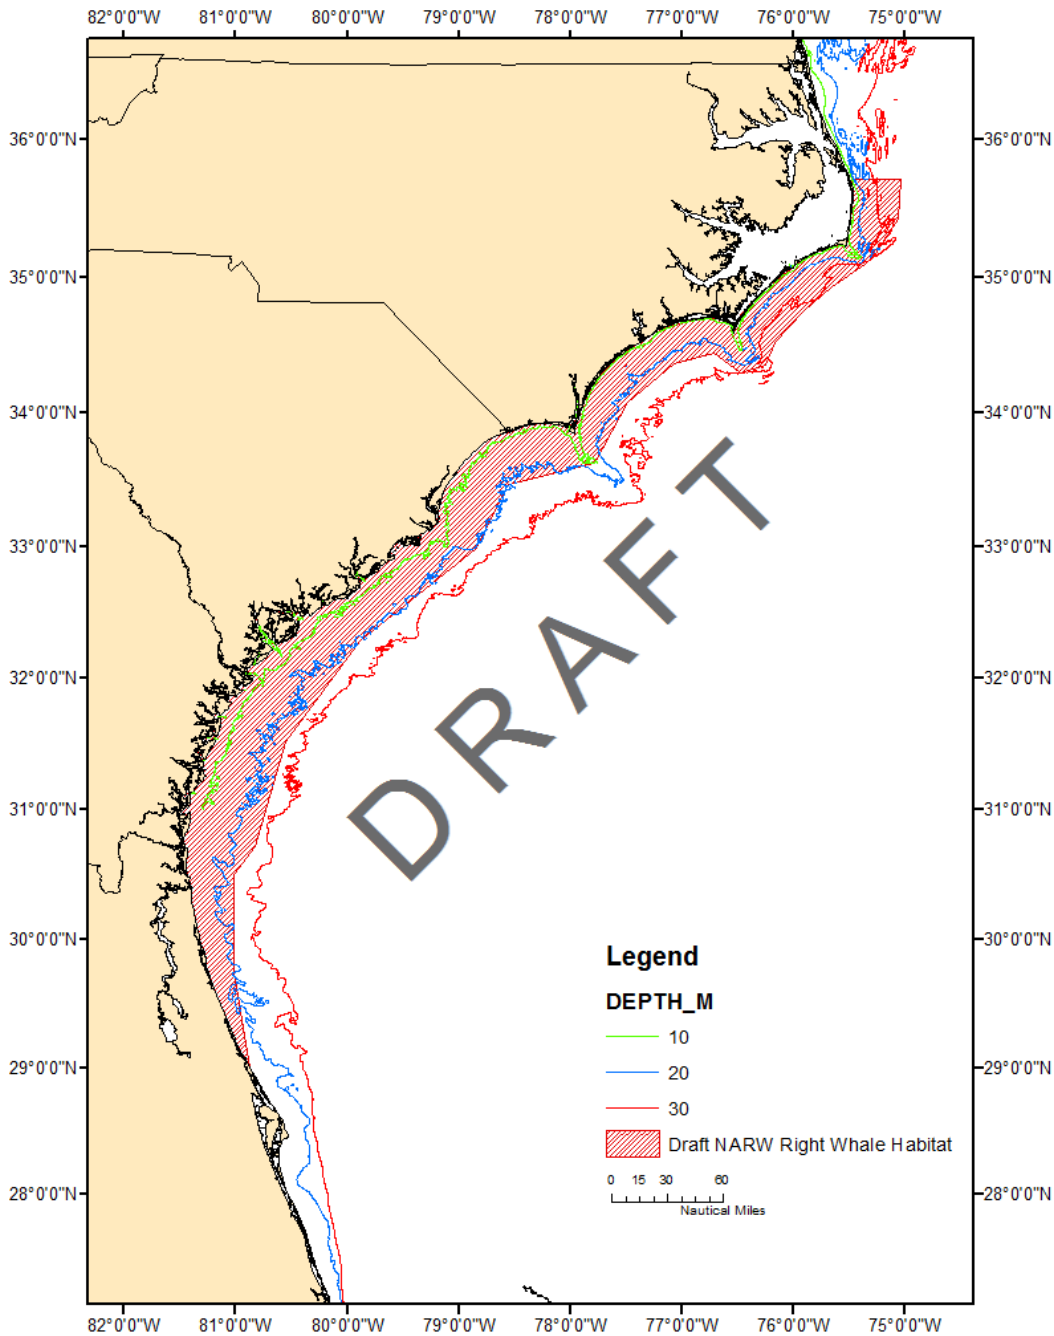 82°0'0"W 81°0'0"W 80°0'0"W 79°0'0"W 78°0'0"W 77°0'0"W 76°0'0"W 75°0'0"W
36°0'0"N 36°0'0"N
35°0'0"N 35°0'0"N
34°0'0"N 34°0'0"N
33°0'0"N 33°0'0"N
32°0'0"N 32°0'0"N
31°0'0"N 31°0'0"N
30°0'0"N 30°0'0"N
29°0'0"N 29°0'0"N
28°0'0"N 28°0'0"N
DRAFT
Legend
DEPTH_M
10
20
30
Draft NARW Right Whale Habitat
0 15 30 60
Nautical Miles
82°0'0"W 81°0'0"W 80°0'0"W 79°0'0"W 78°0'0"W 77°0'0"W 76°0'0"W 75°0'0"W